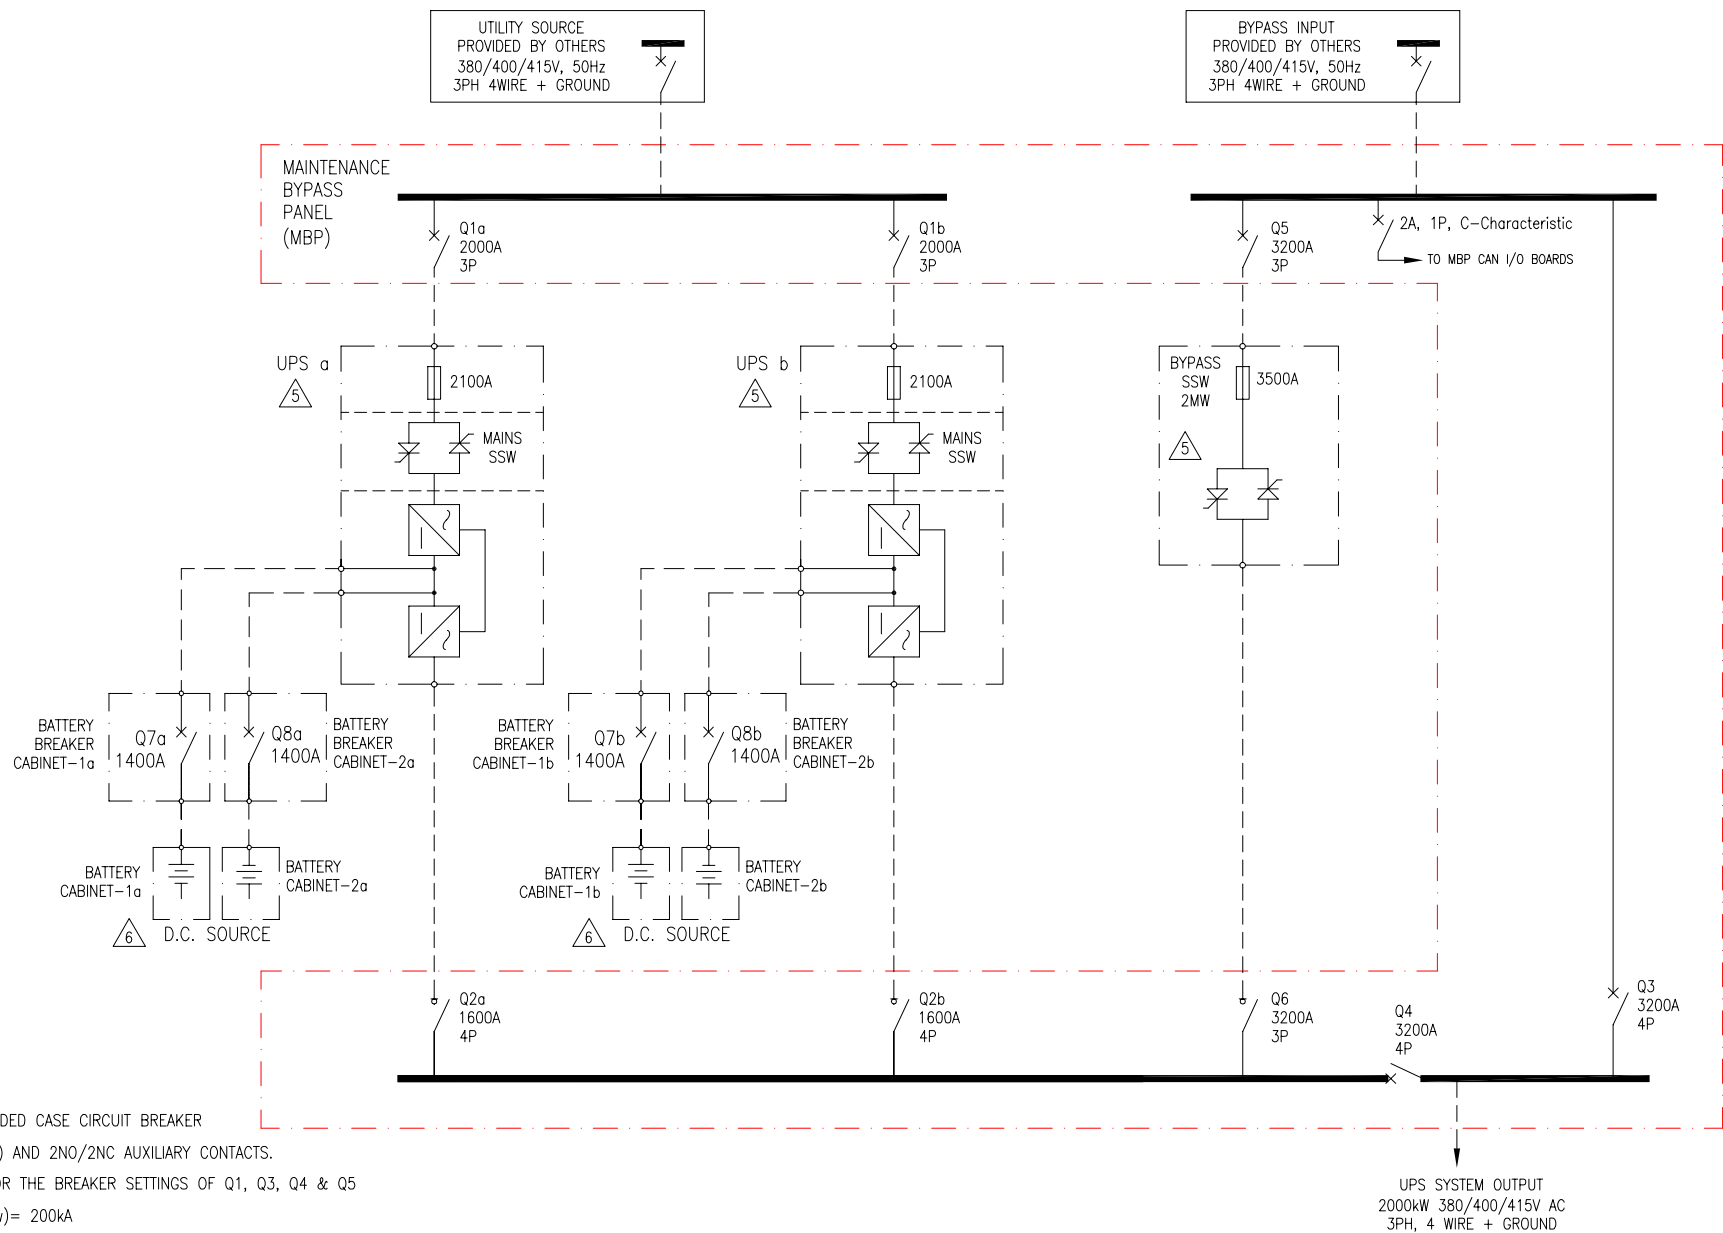 UTILITY SOURCE
PROVIDED BY OTHERS
380/400/415V, 50Hz
3PH 4WIRE + GROUND
BYPASS INPUT
PROVIDED BY OTHERS
380/400/415V, 50Hz
3PH 4WIRE + GROUND
MAINTENANCE
BYPASS
PANEL
(MBP)
Q1a
2000A
3P
Q1b
2000A
3P
Q5
3200A
3P
2A, 1P, C-Characteristic
TO MBP CAN I/O BOARDS
UPS a
5
2100A
MAINS
SSW
UPS b
5
2100A
MAINS
SSW
BYPASS
SSW
2MW
5
3500A
BATTERY
BREAKER
CABINET-1a
Q7a
1400A
Q8a
1400A
BATTERY
BREAKER
CABINET-2a
BATTERY
BREAKER
CABINET-1b
Q7b
1400A
Q8b
1400A
BATTERY
BREAKER
CABINET-2b
BATTERY
CABINET-1a
BATTERY
CABINET-2a
6
D.C. SOURCE
BATTERY
CABINET-1b
BATTERY
CABINET-2b
6
D.C. SOURCE
Q2a
1600A
4P
Q2b
1600A
4P
Q6
3200A
3P
Q4
3200A
4P
Q3
3200A
4P
DED CASE CIRCUIT BREAKER
) AND 2NO/2NC AUXILIARY CONTACTS.
OR THE BREAKER SETTINGS OF Q1, Q3, Q4 & Q5
)= 200kA
UPS SYSTEM OUTPUT
2000kW 380/400/415V AC
3PH, 4 WIRE + GROUND